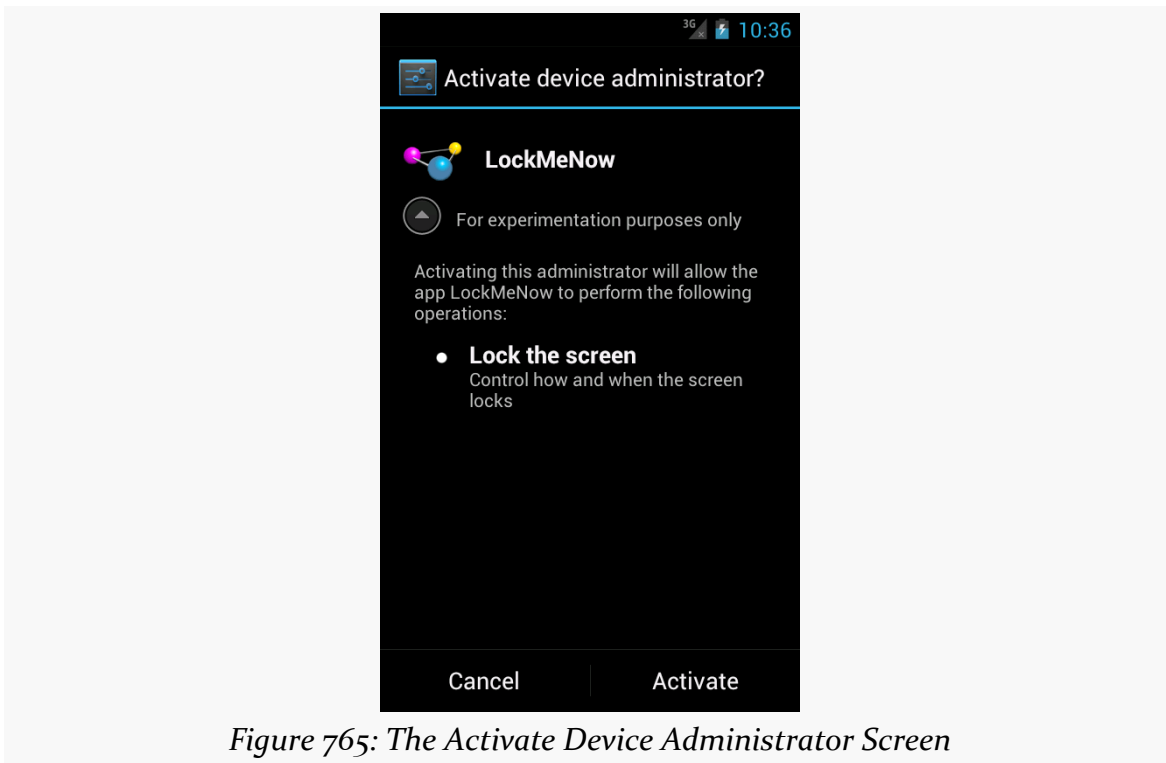 3G
10:36
Activate device administrator?
LockMeNow
For experimentation purposes only
Activating this administrator will allow the
app LockMeNow to perform the following
operations:
Lock the screen
Control how and when the screen
locks
Cancel
Activate
Figure 765: The Activate Device Administrator Screen